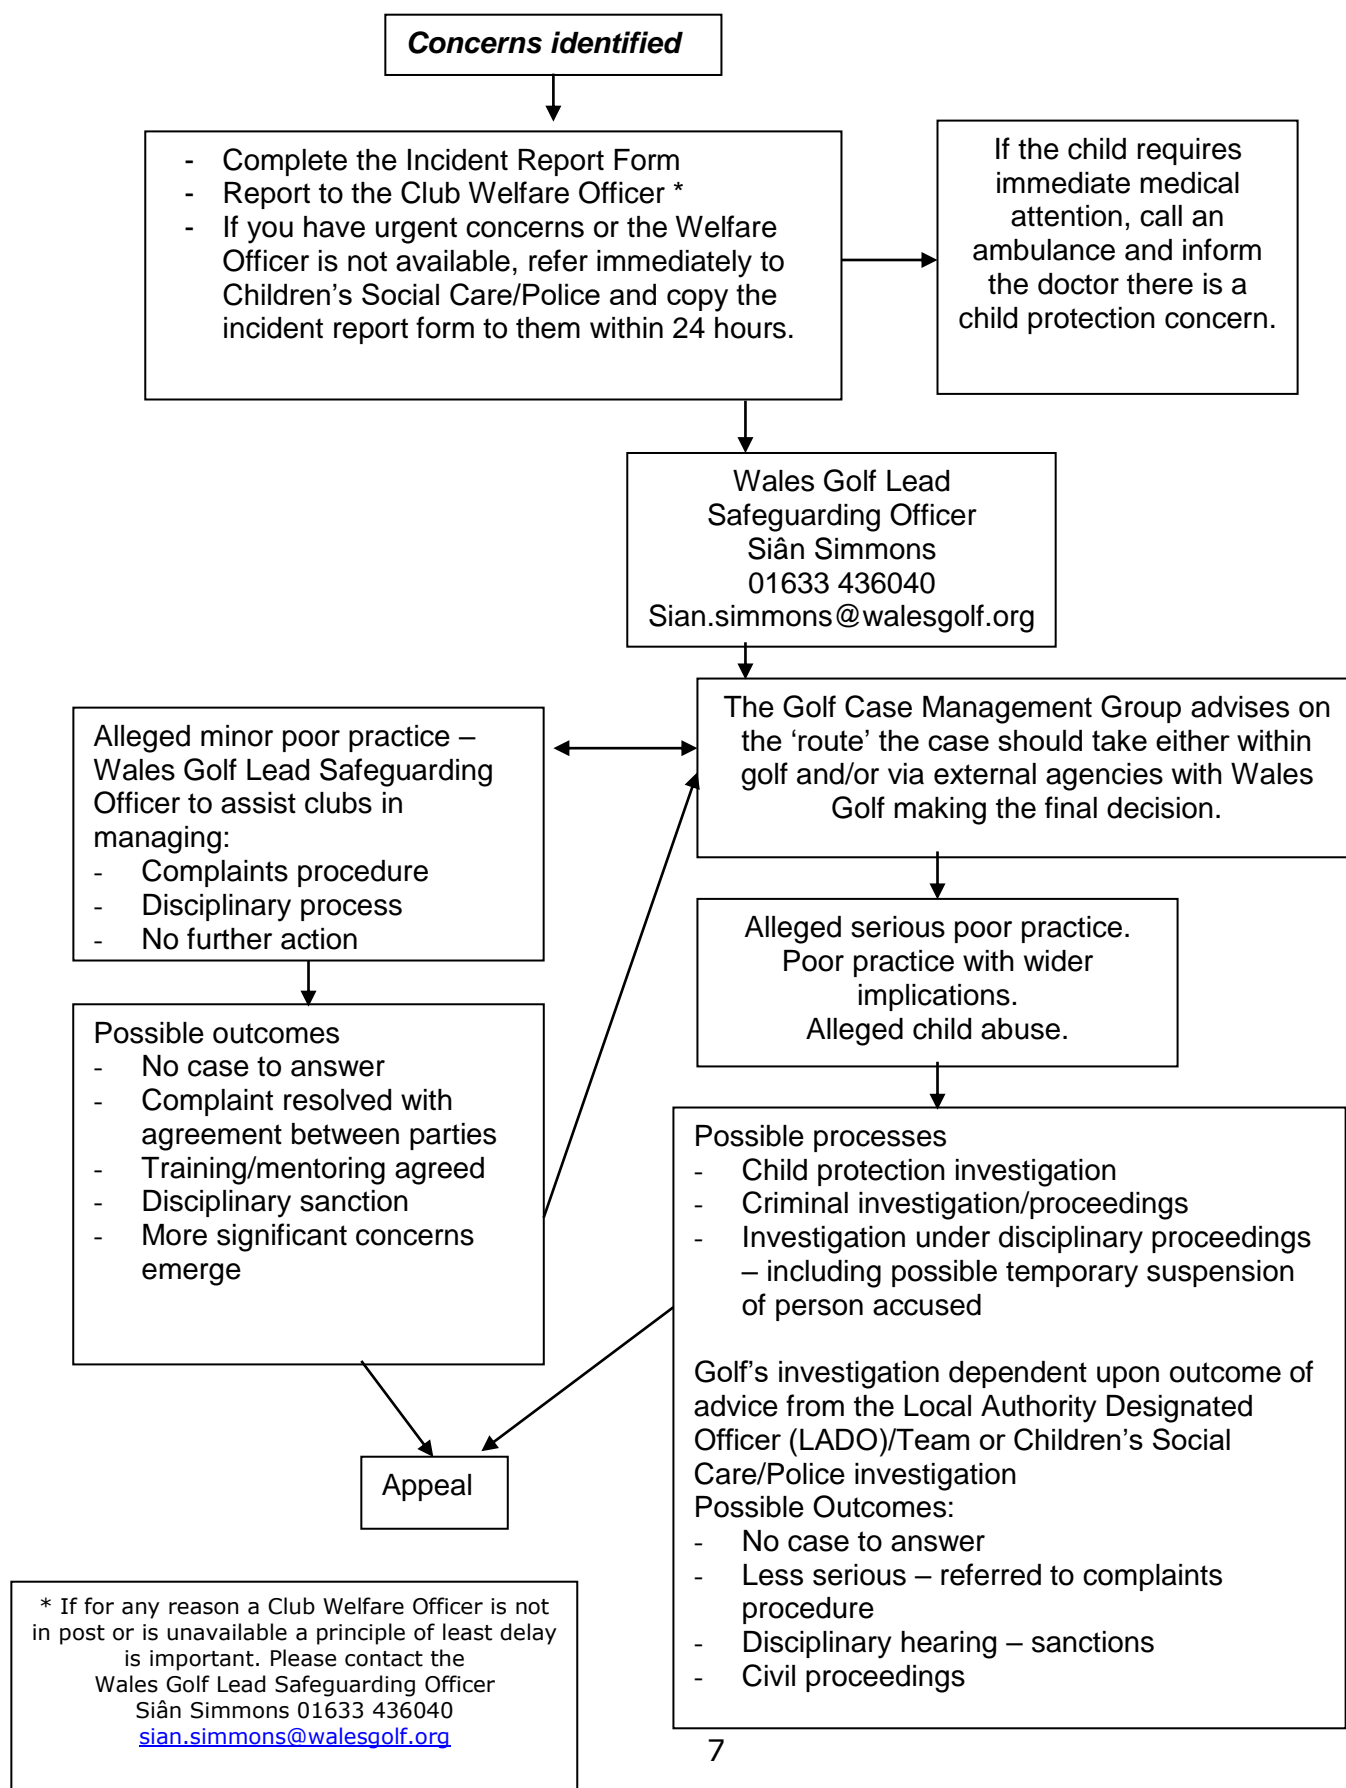 Concerns identified
- Complete the Incident Report Form
- Report to the Club Welfare Officer *
- If you have urgent concerns or the Welfare
Officer is not available, refer immediately to
Children’s Social Care/Police and copy the
incident report form to them within 24 hours.
If the child requires
immediate medical
attention, call an
ambulance and inform
the doctor there is a
child protection concern.
Wales Golf Lead
Safeguarding Officer
Siân Simmons
01633 436040
Sian.simmons@walesgolf.org
The Golf Case Management Group advises on
the ‘route’ the case should take either within
golf and/or via external agencies with Wales
Golf making the final decision.
Alleged minor poor practice –
Wales Golf Lead Safeguarding
Officer to assist clubs in
managing:
- Complaints procedure
- Disciplinary process
- No further action
Alleged serious poor practice.
Poor practice with wider
implications.
Alleged child abuse.
Possible outcomes
- No case to answer
- Complaint resolved with
agreement between parties
- Training/mentoring agreed
- Disciplinary sanction
- More significant concerns
emerge
Possible processes
- Child protection investigation
- Criminal investigation/proceedings
- Investigation under disciplinary proceedings
– including possible temporary suspension
of person accused
Golf’s investigation dependent upon outcome of
advice from the Local Authority Designated
Officer (LADO)/Team or Children’s Social
Care/Police investigation
Possible Outcomes:
- No case to answer
- Less serious – referred to complaints
procedure
- Disciplinary hearing – sanctions
- Civil proceedings
Appeal
* If for any reason a Club Welfare Officer is not
in post or is unavailable a principle of least delay
is important. Please contact the
Wales Golf Lead Safeguarding Officer
Siân Simmons 01633 436040
sian.simmons@walesgolf.org
7